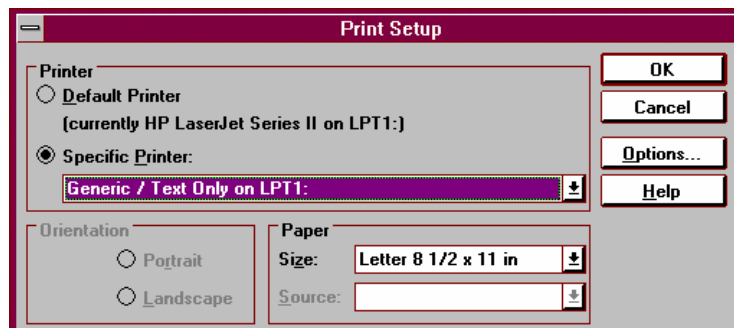 Print Setup
Printer
Default Printer
(currently HP LaserJet Series II on LPT1:)
Specific Printer:
Generic / Text Only on LPT1:
OK
Cancel
Options...
Help
Orientation
Portrait
Landscape
Paper
Size: Letter 8 1/2 x 11 in
Source: